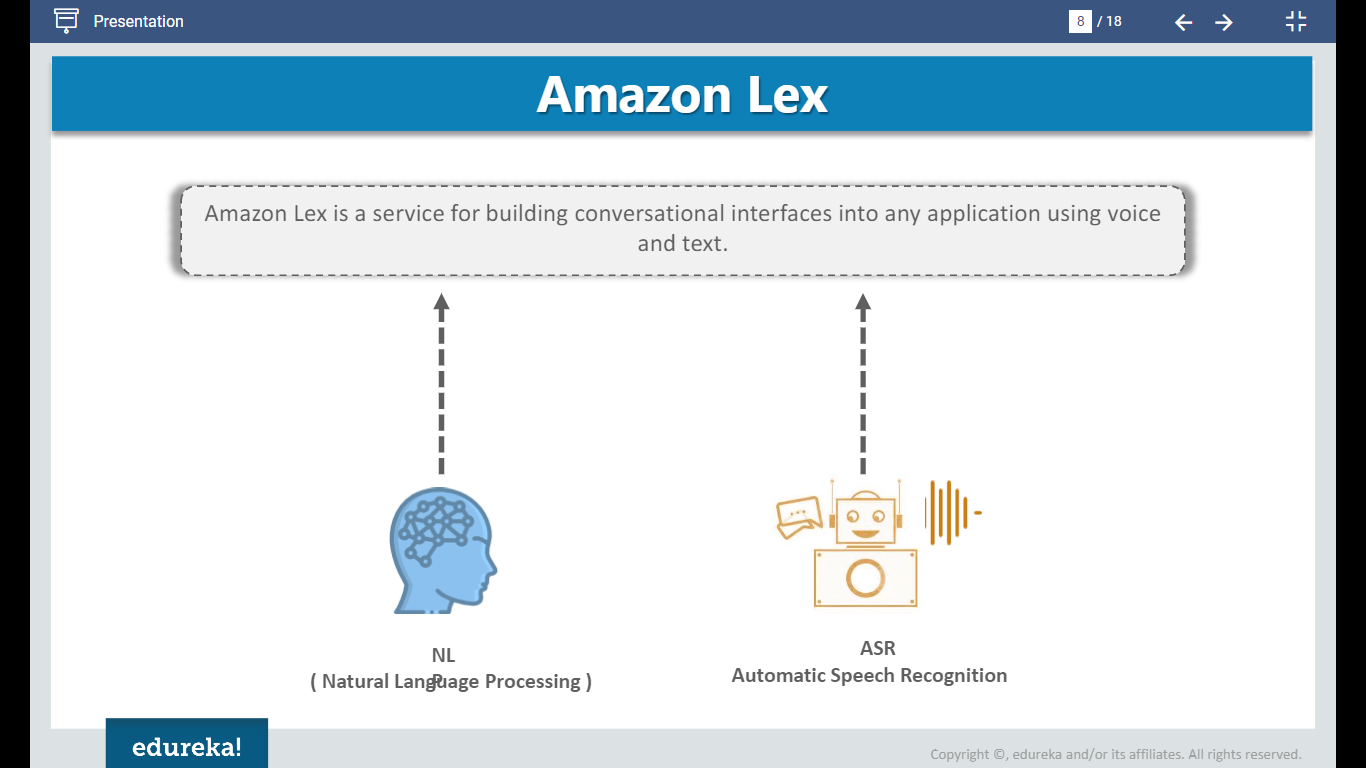 Presentation
8 / 18
Amazon Lex
Amazon Lex is a service for building conversational interfaces into any application using voice
and text.
NL
P
( Natural Language Processing )
ASR
Automatic Speech Recognition
edureka!
Copyright ©, edureka and/or its affiliates. All rights reserved.